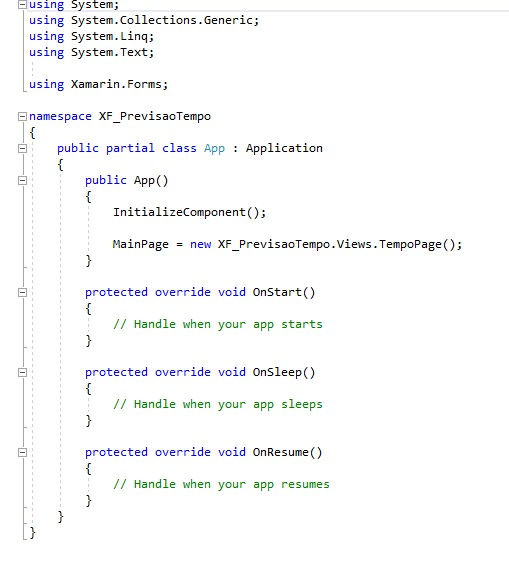 using System;
using System.Collections.Generic;
using System.Linq;
using System.Text;
using Xamarin.Forms;
namespace XF_PrevisaoTempo
{
public partial class App : Application
{
public App()
{
InitializeComponent();
MainPage = new XF_PrevisaoTempo.Views.TempoPage();
}
protected override void OnStart()
{
// Handle when your app starts
}
protected override void OnSleep()
{
// Handle when your app sleeps
}
protected override void OnResume()
{
// Handle when your app resumes
}
}
}